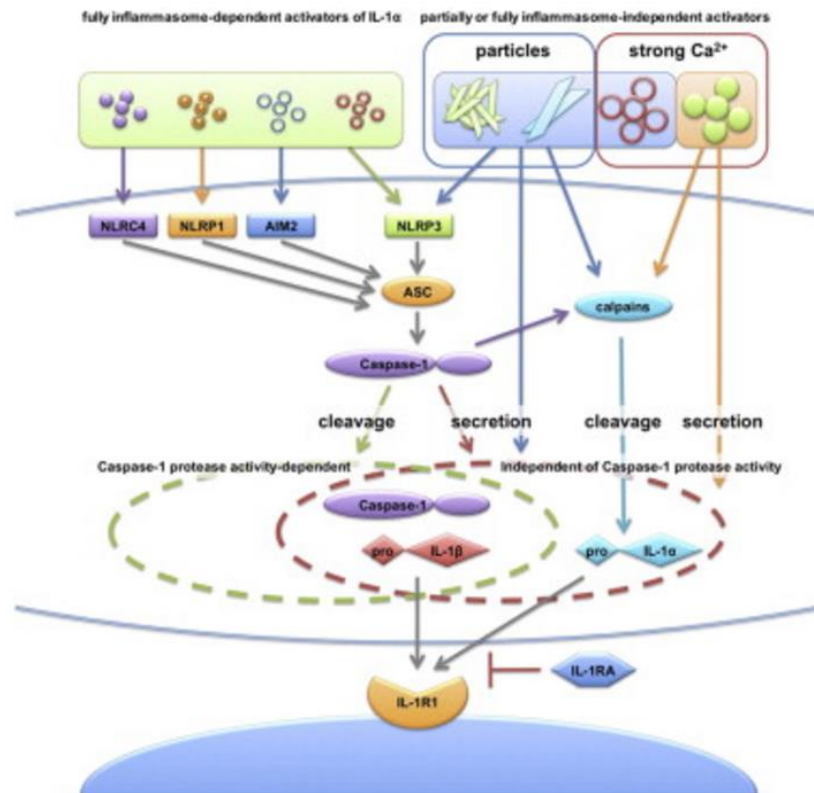 fully inflammasome-dependent activators of IL-1α
partially or fully inflammasome-independent activators
particles
strong Ca²⁺
NLRC4
NLRP1
AIM2
NLRP3
ASC
calpains
Caspase-1
cleavage
secretion
cleavage
secretion
Caspase-1 protease activity-dependent
Independent of Caspase-1 protease activity
Caspase-1
pro
IL-1β
pro
IL-1α
IL-1RA
IL-1R1